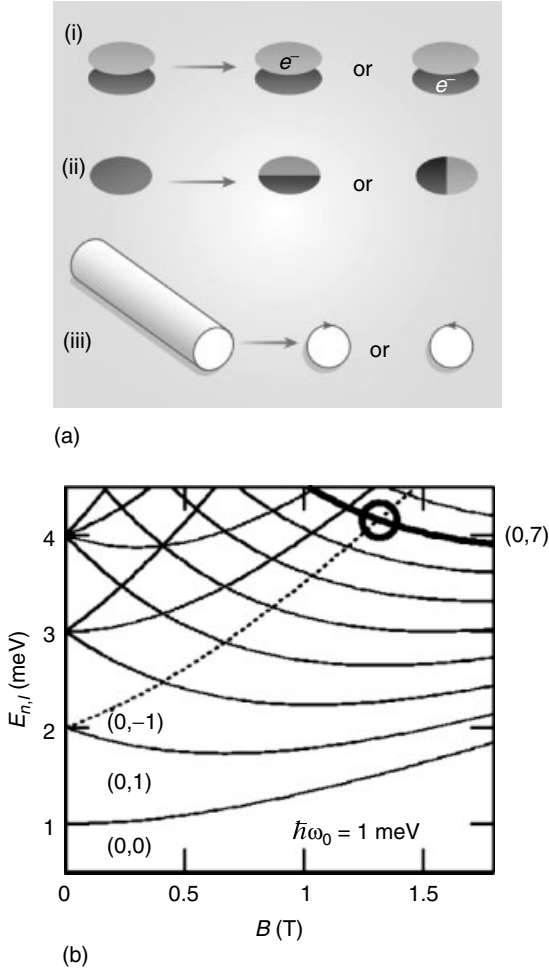 (i)
e⁻ or e⁻
(ii)
or
(iii)
or
(a)
4
(0,7)
3
E_{n,l} (meV)
2
(0,−1)
(0,1)
1
(0,0)
ℏω₀ = 1 meV
0 0.5 1 1.5
B (T)
(b)